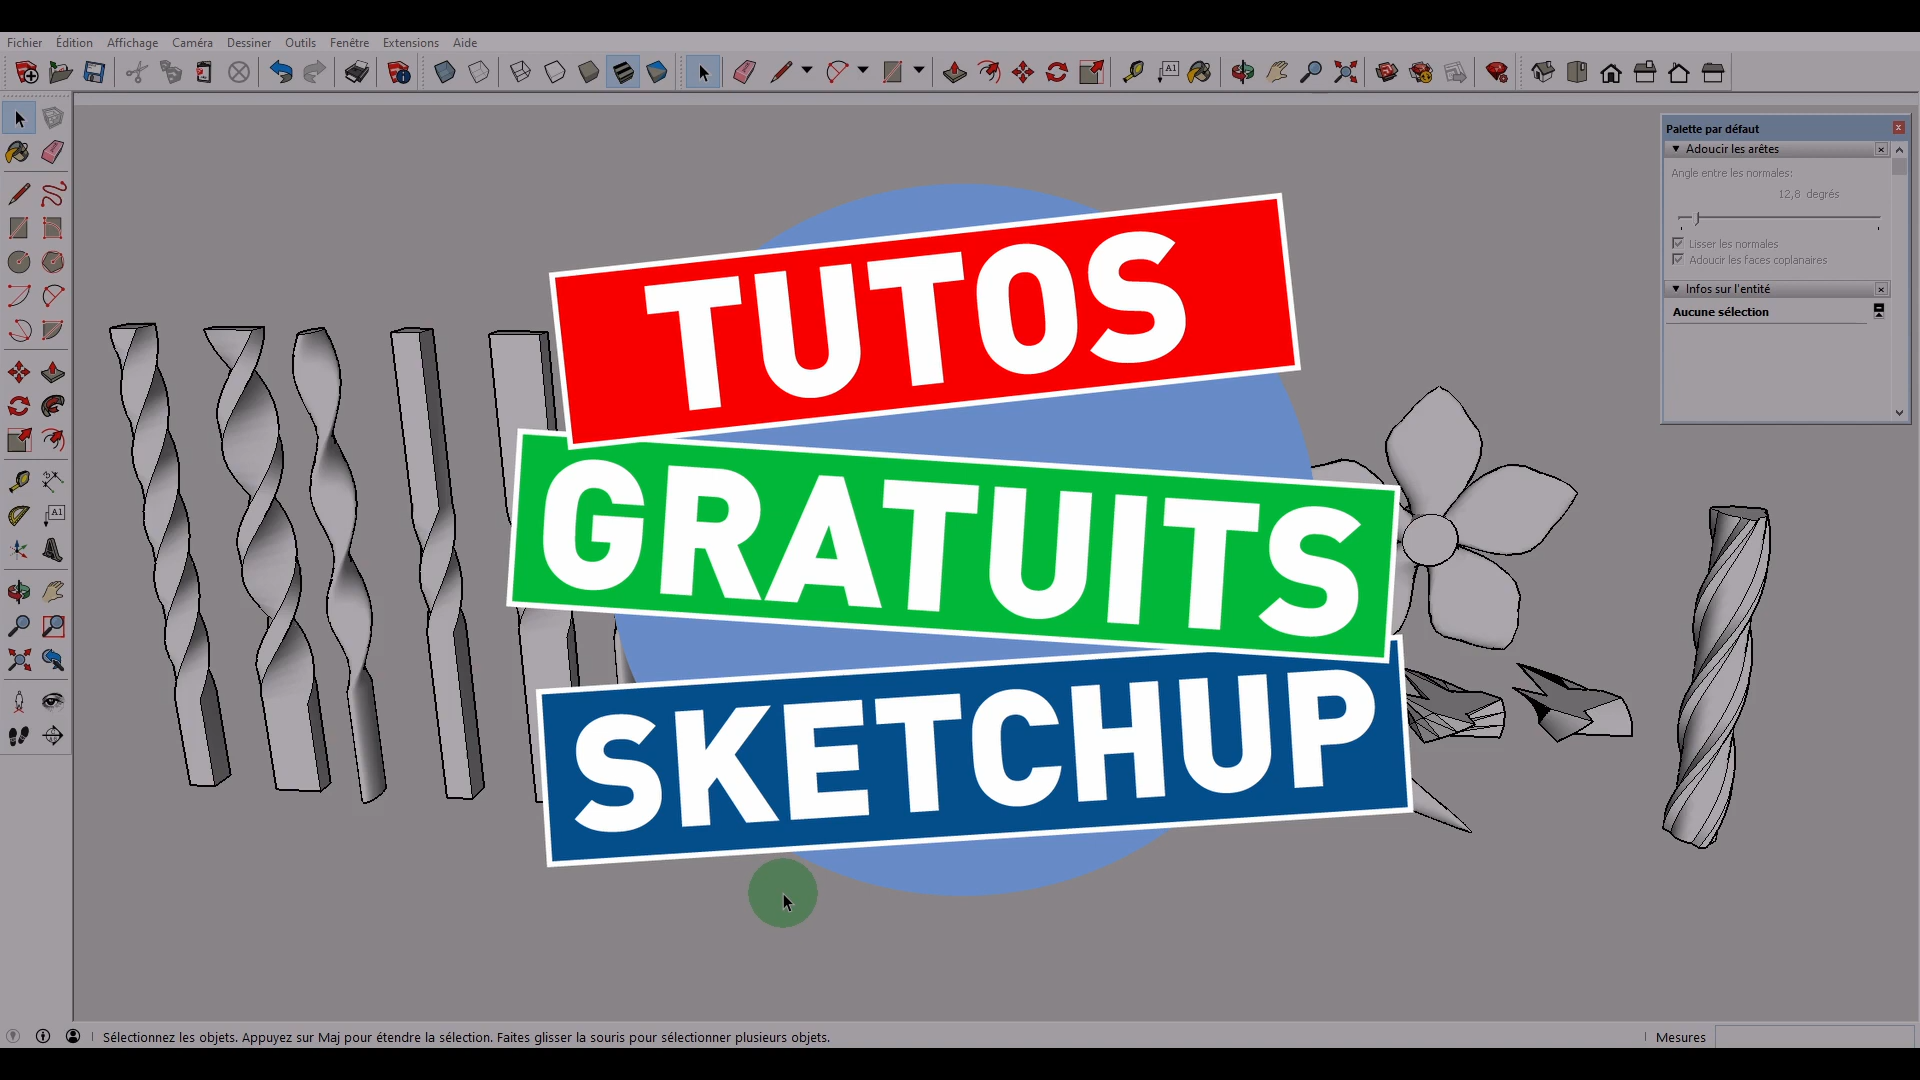 Fichier Édition Affichage Caméra Dessiner Outils Fenêtre Extensions Aide
A1
Palette par défaut
Adoucir les arêtes
Angle entre les normales:
12,8 degrés
Lisser les normales
Adoucir les faces coplanaires
Infos sur l'entité
Aucune sélection
TUTOS
GRATUITS
SKETCHUP
A1
Sélectionnez les objets. Appuyez sur Maj pour étendre la sélection. Faites glisser la souris pour sélectionner plusieurs objets.
Mesures